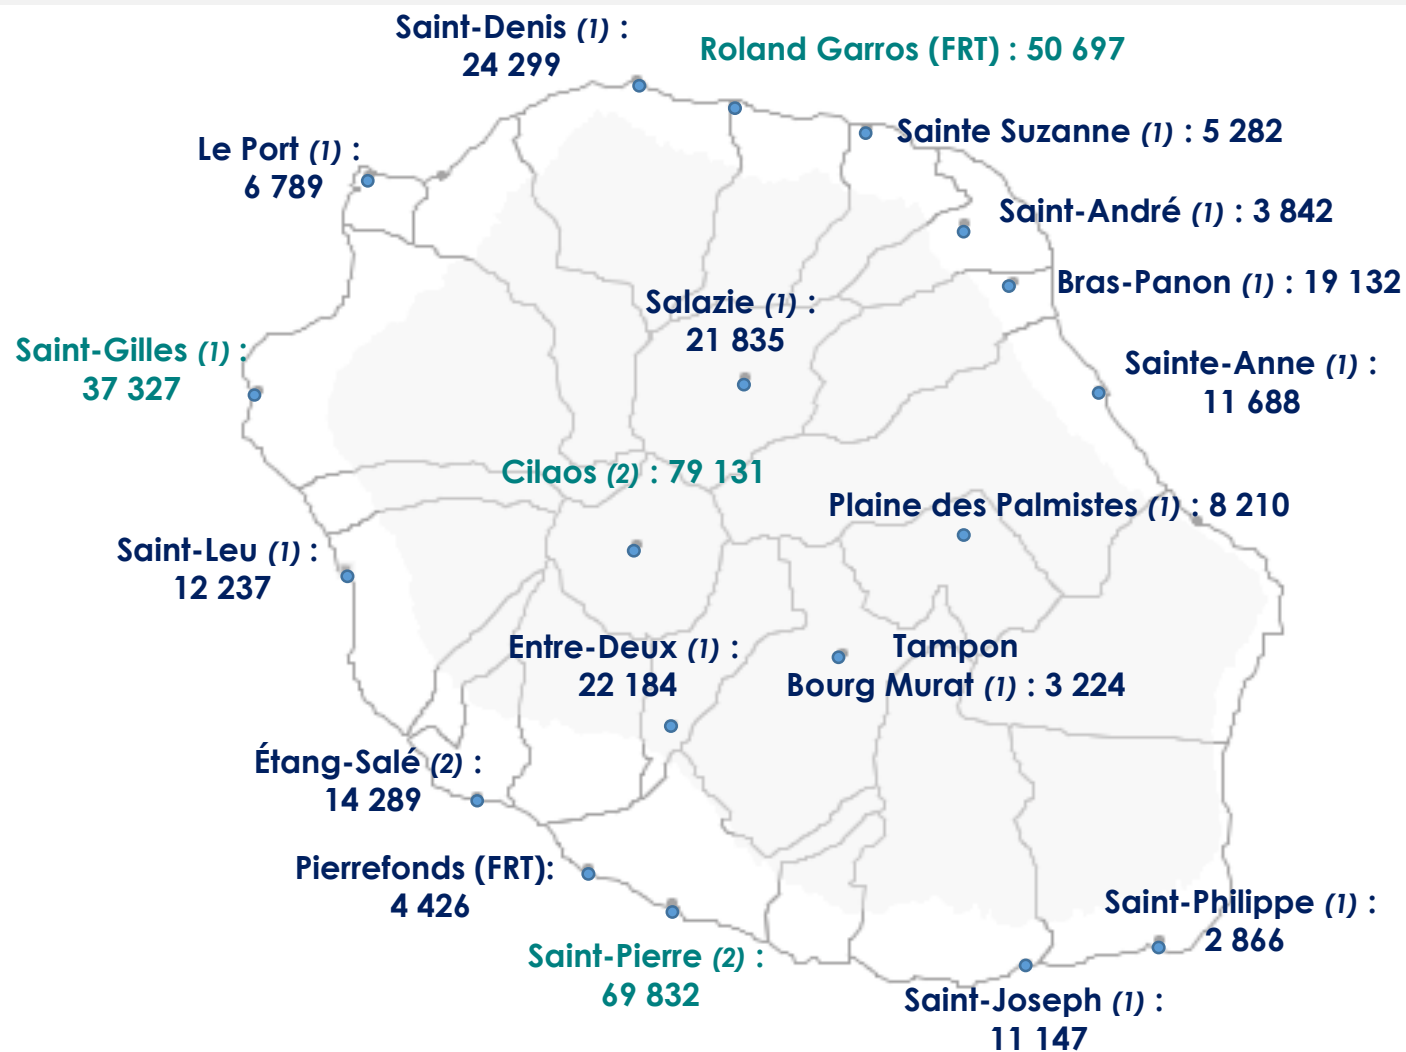 Saint-Denis (1) :
24 299
Roland Garros (FRT) : 50 697
Sainte Suzanne (1) : 5 282
Le Port (1) :
6 789
Saint-André (1) : 3 842
Bras-Panon (1) : 19 132
Salazie (1) :
21 835
Saint-Gilles (1) :
37 327
Sainte-Anne (1) :
11 688
Cilaos (2) : 79 131
Plaine des Palmistes (1) : 8 210
Saint-Leu (1) :
12 237
Entre-Deux (1) :
22 184
Tampon
Bourg Murat (1) : 3 224
Étang-Salé (2) :
14 289
Pierrefonds (FRT):
4 426
Saint-Philippe (1) :
2 866
Saint-Pierre (2) :
69 832
Saint-Joseph (1) :
11 147